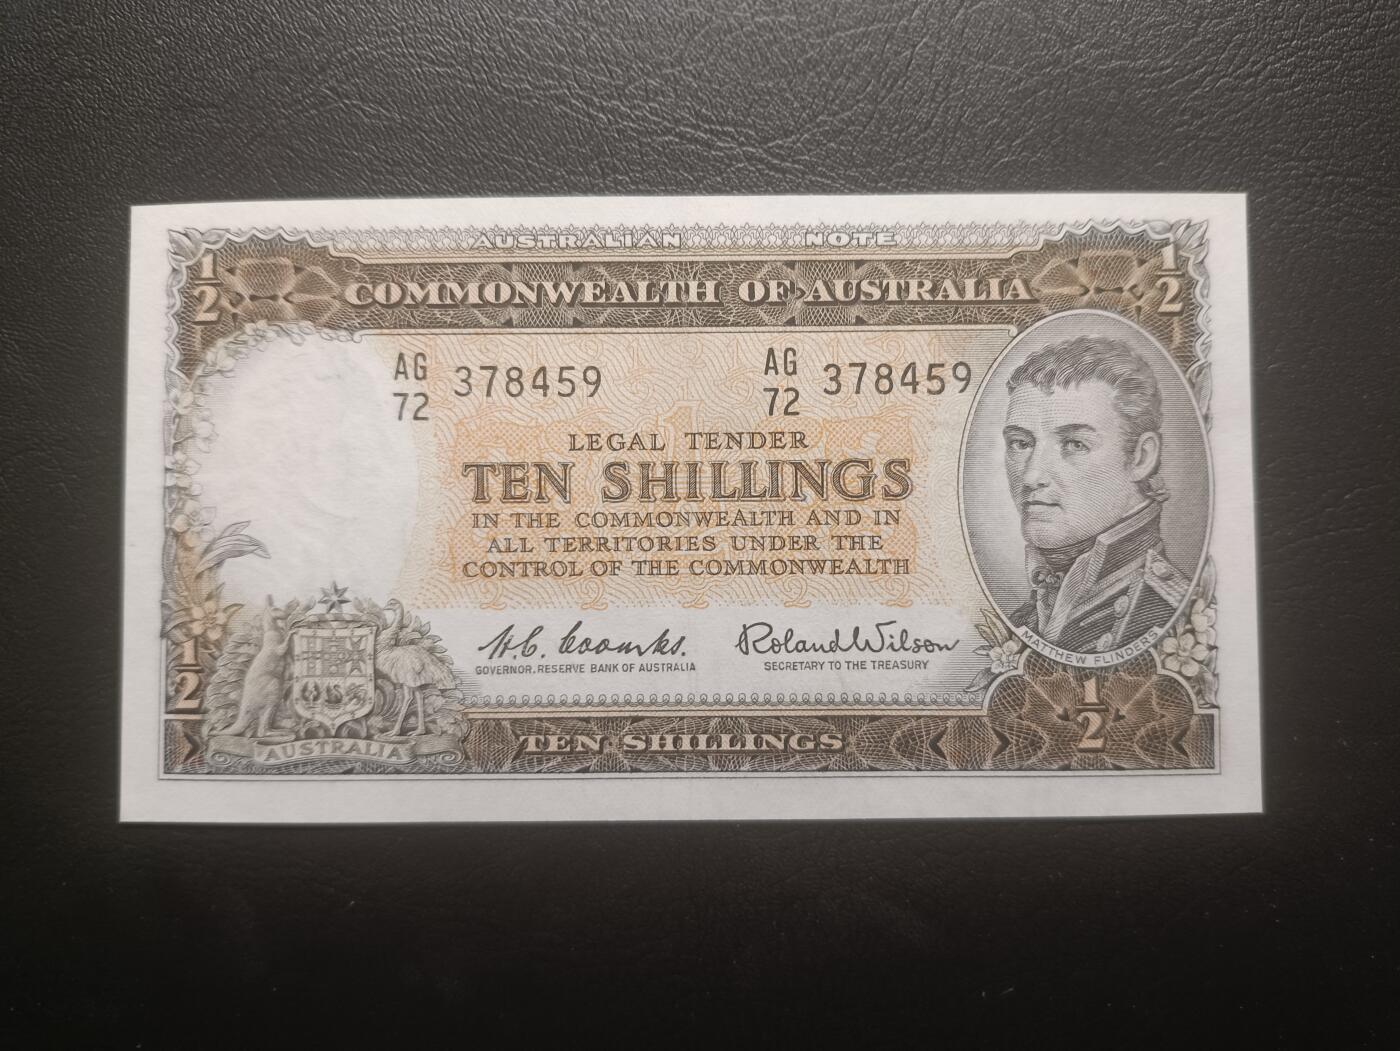 AUSTRALIAN NOTE
1/2 COMMONWEALTH OF AUSTRALIA 1/2
AG 72 378459 AG 72 378459
LEGAL TENDER
TEN SHILLINGS
IN THE COMMONWEALTH AND IN
ALL TERRITORIES UNDER THE
CONTROL OF THE COMMONWEALTH
H.C. Coombs. Roland Wilson
GOVERNOR, RESERVE BANK OF AUSTRALIA SECRETARY TO THE TREASURY
MATTHEW FLINDERS
1/2 1/2
AUSTRALIA TEN SHILLINGS